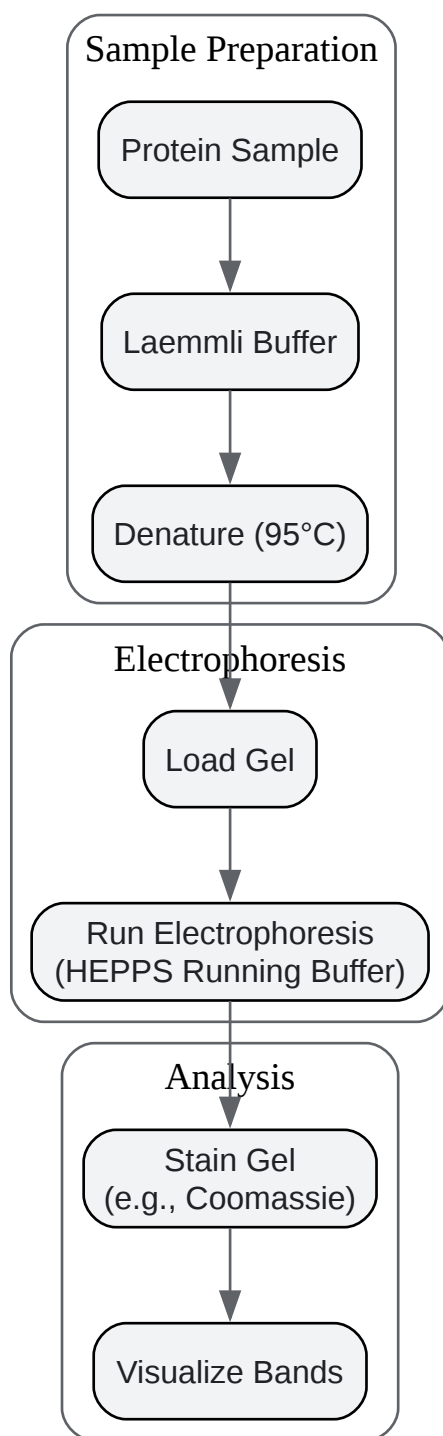 Sample Preparation
Protein Sample
Laemmli Buffer
Denature (95°C)
Electrophoresis
Load Gel
Run Electrophoresis
(HEPPS Running Buffer)
Analysis
Stain Gel
(e.g., Coomassie)
Visualize Bands